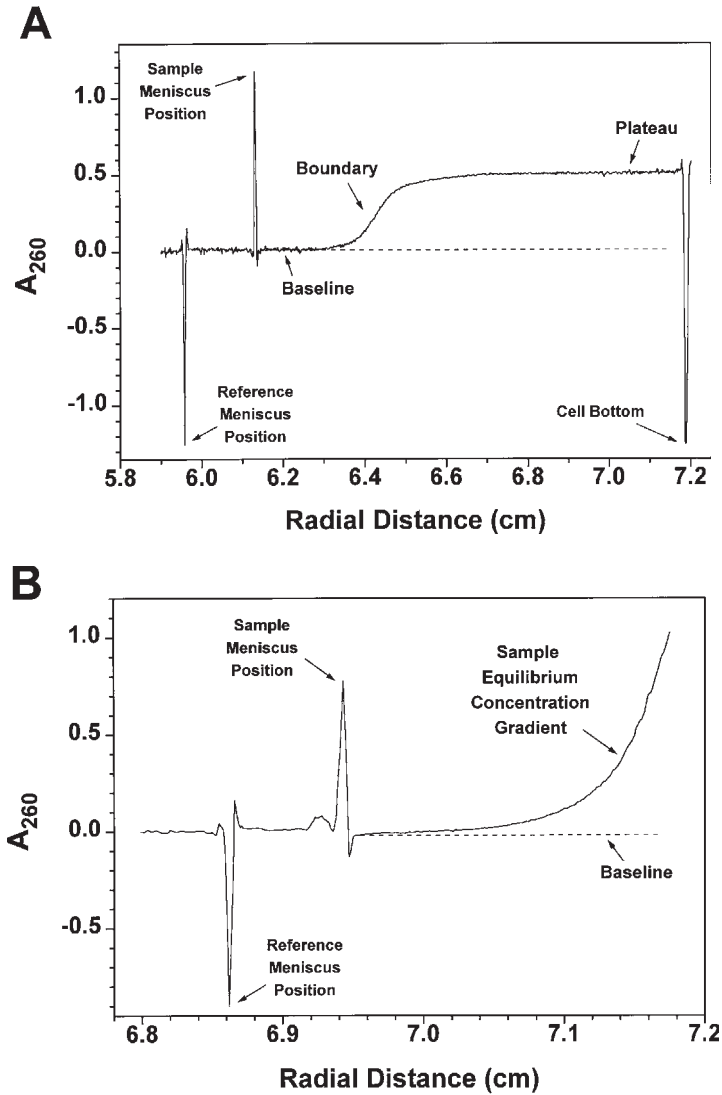 A
Sample
Meniscus
Position
1.0
Plateau
Boundary
0.5
0.0
Baseline
A260
-0.5
Reference
Meniscus
Position
-1.0
Cell Bottom
5.8 6.0 6.2 6.4 6.6 6.8 7.0 7.2
Radial Distance (cm)
B
Sample
Meniscus
Position
1.0
Sample
Equilibrium
Concentration
Gradient
0.5
A260
0.0
Baseline
-0.5
Reference
Meniscus
Position
6.8 6.9 7.0 7.1 7.2
Radial Distance (cm)